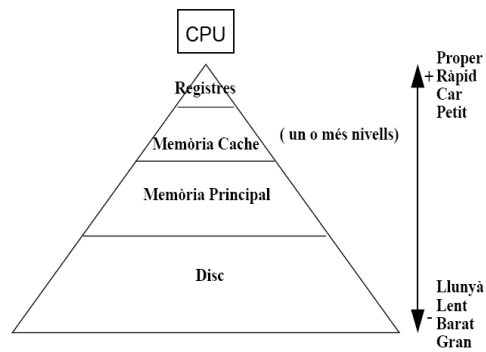 CPU
Registres
Memòria Cache
( un o més nivells)
Memòria Principal
Disc
Proper
+ Ràpid
Car
Petit
Llunyà
Lent
- Barat
Gran